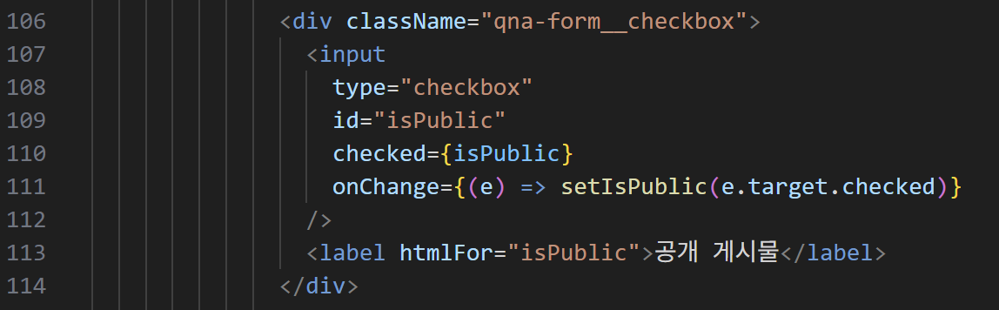 106 <div className="qna-form__checkbox">
107 <input
108 type="checkbox"
109 id="isPublic"
110 checked={isPublic}
111 onChange={(e) => setIsPublic(e.target.checked)}
112 />
113 <label htmlFor="isPublic">공개 게시물</label>
114 </div>